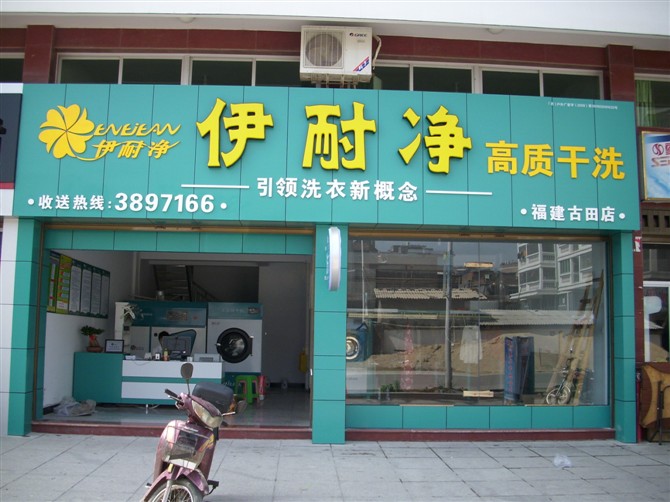 ENEJEAN
伊耐净
伊耐净
高质干洗
引领洗衣新概念
•收送热线:3897166•
•福建古田店•